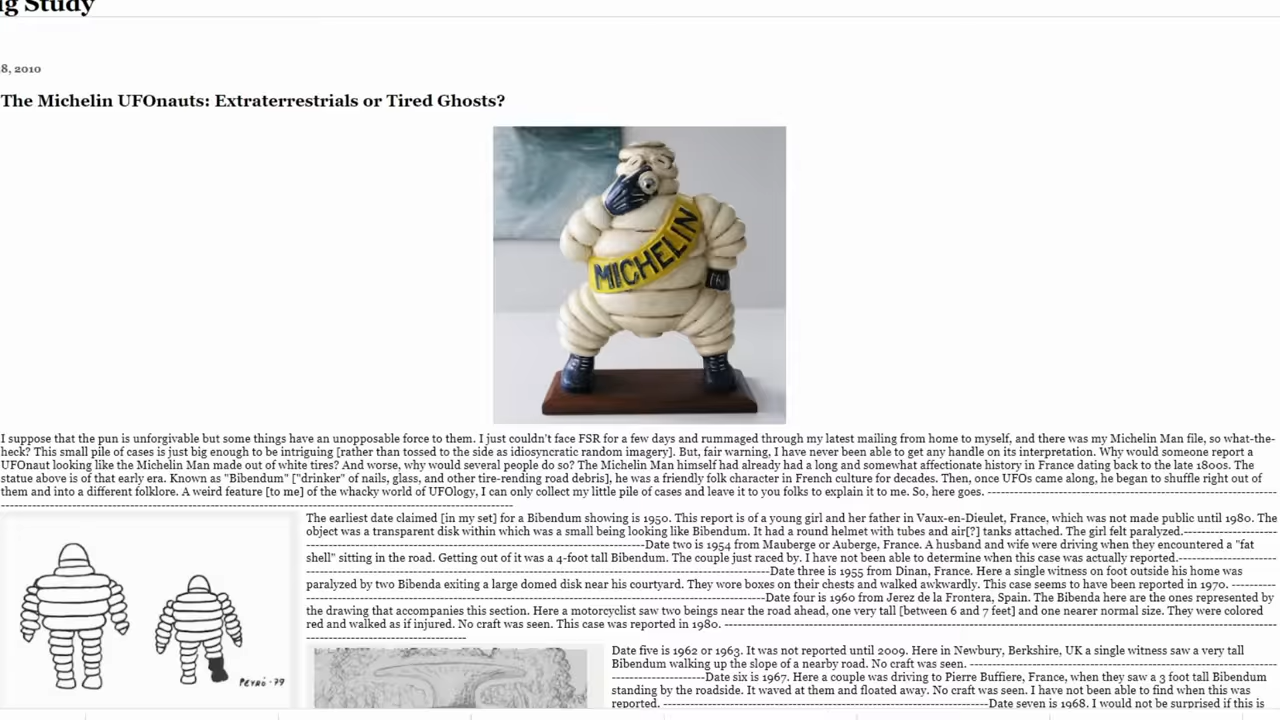 ig Study
8, 2010
The Michelin UFOnauts: Extraterrestrials or Tired Ghosts?
MICHELIN
I suppose that the pun is unforgivable but some things have an unopposable force to them. I just couldn't face FSR for a few days and rummaged through my latest mailing from home to myself, and there was my Michelin Man file, so what-the-
heck? This small pile of cases is just big enough to be intriguing [rather than tossed to the side as idiosyncratic random imagery]. But, fair warning, I have never been able to get any handle on its interpretation. Why would someone report a
UFOnaut looking like the Michelin Man made out of white tires? And worse, why would several people do so? The Michelin Man himself had already had a long and somewhat affectionate history in France dating back to the late 1800s. The
statue above is of that early era. Known as "Bibendum" ["drinker" of nails, glass, and other tire-rending road debris], he was a friendly folk character in French culture for decades. Then, once UFOs came along, he began to shuffle right out of
them and into a different folklore. A weird feature [to me] of the whacky world of UFOlogy, I can only collect my little pile of cases and leave it to you folks to explain it to me. So, here goes. ----------------------------------------------------------------------
------------------------------------------------------------------------------------------------------------------------
The earliest date claimed [in my set] for a Bibendum showing is 1950. This report is of a young girl and her father in Vaux-en-Dieulet, France, which was not made public until 1980. The
object was a transparent disk within which was a small being looking like Bibendum. It had a round helmet with tubes and air[?] tanks attached. The girl felt paralyzed.----------------------
--------------------------------------------------------------------------------Date two is 1954 from Mauberge or Auberge, France. A husband and wife were driving when they encountered a "fat
shell" sitting in the road. Getting out of it was a 4-foot tall Bibendum. The couple just raced by. I have not been able to determine when this case was actually reported.-----------------------
-------------------------------------------------------------------------------------------------------------Date three is 1955 from Dinan, France. Here a single witness on foot outside his home was
paralyzed by two Bibenda exiting a large domed disk near his courtyard. They wore boxes on their chests and walked awkwardly. This case seems to have been reported in 1970. ----------
-----------------------------------------------------------------------------------------------------------Date four is 1960 from Jerez de la Frontera, Spain. The Bibenda here are the ones represented by
the drawing that accompanies this section. Here a motorcyclist saw two beings near the road ahead, one very tall [between 6 and 7 feet] and one nearer normal size. They were colored
red and walked as if injured. No craft was seen. This case was reported in 1980. --------------------------------------------------------------------------------------------------------------------------------
-------------------------------------
PEYRÓ-79
Date five is 1962 or 1963. It was not reported until 2009. Here in Newbury, Berkshire, UK a single witness saw a very tall
Bibendum walking up the slope of a nearby road. No craft was seen. -----------------------------------------------------------------------
----------------------Date six is 1967. Here a couple was driving to Pierre Buffiere, France, when they saw a 3 foot tall Bibendum
standing by the roadside. It waved at them and floated away. No craft was seen. I have not been able to find when this was
reported. ------------------------------------------------------------------------------Date seven is 1968. I would not be surprised if this is